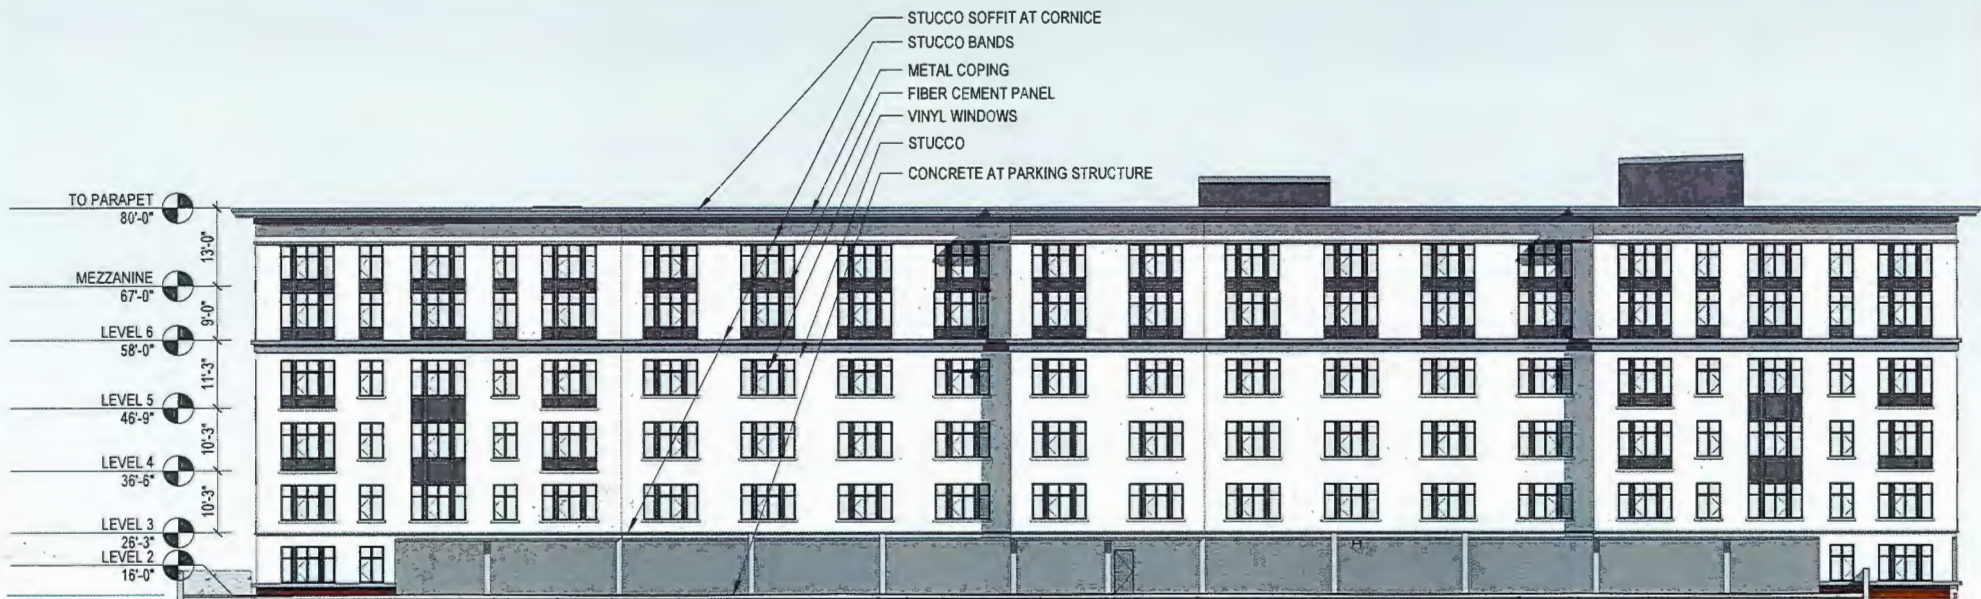 STUCCO SOFFIT AT CORNICE
STUCCO BANDS
METAL COPING
FIBER CEMENT PANEL
VINYL WINDOWS
STUCCO
CONCRETE AT PARKING STRUCTURE
TO PARAPET
80'-0"
13'-0"
MEZZANINE
67'-0"
9'-0"
LEVEL 6
58'-0"
11'-3"
LEVEL 5
46'-9"
10'-3"
LEVEL 4
36'-6"
10'-3"
LEVEL 3
26'-3"
LEVEL 2
16'-0"